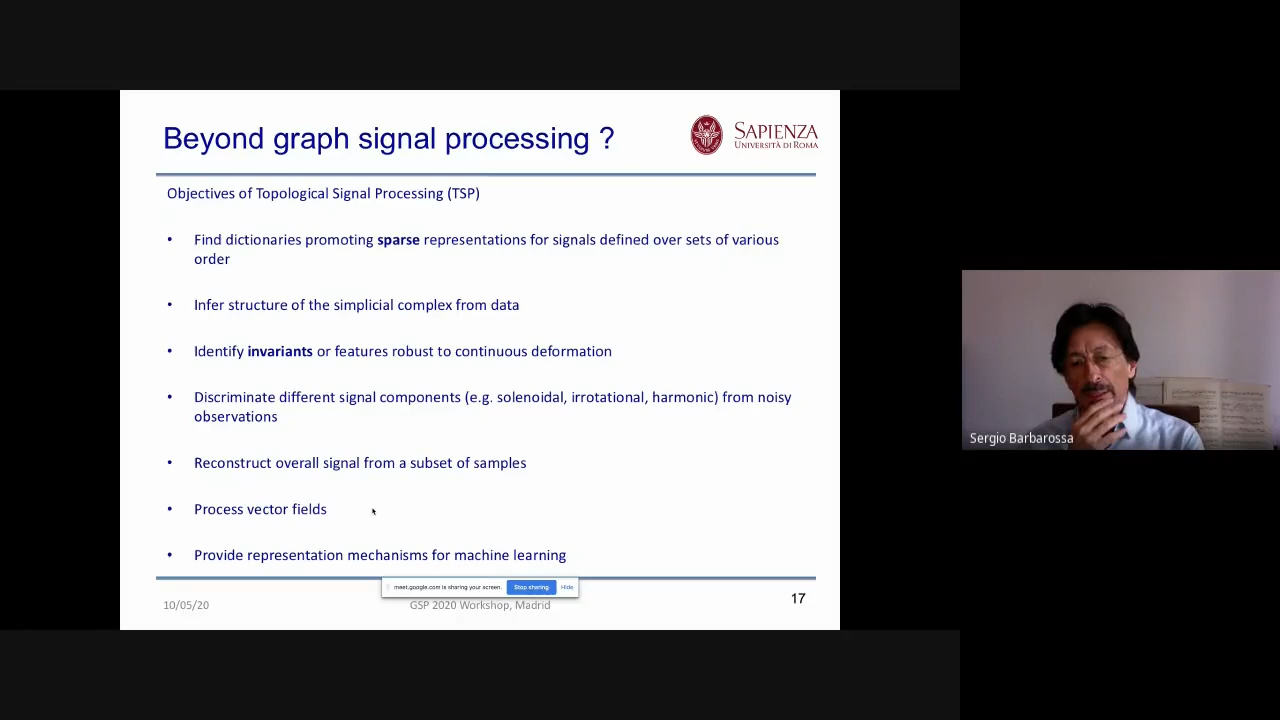 Beyond graph signal processing ?
SAPIENZA
UNIVERSITÀ DI ROMA
Objectives of Topological Signal Processing (TSP)
• Find dictionaries promoting sparse representations for signals defined over sets of various
order
• Infer structure of the simplicial complex from data
• Identify invariants or features robust to continuous deformation
• Discriminate different signal components (e.g. solenoidal, irrotational, harmonic) from noisy
observations
• Reconstruct overall signal from a subset of samples
• Process vector fields
• Provide representation mechanisms for machine learning
meet.google.com is sharing your screen. Stop sharing Hide
10/05/20 GSP 2020 Workshop, Madrid 17
Sergio Barbarossa